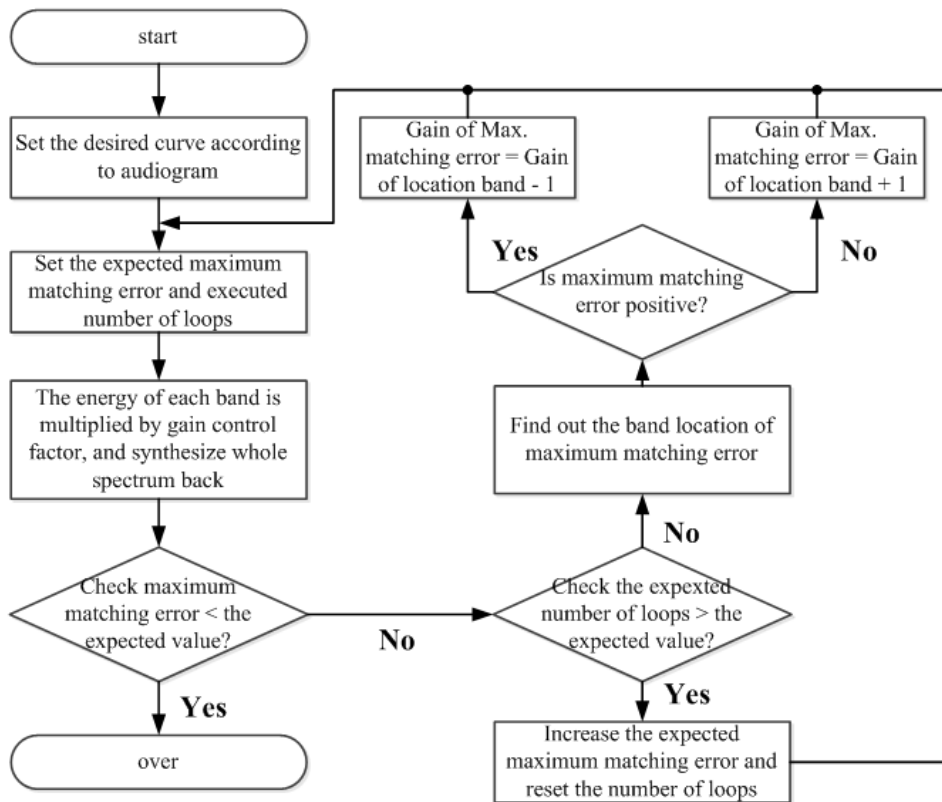 start
Set the desired curve according
to audiogram
Set the expected maximum
matching error and executed
number of loops
The energy of each band is
multiplied by gain control
factor, and synthesize whole
spectrum back
Check maximum
matching error < the
expected value?
Yes
over
No
Check the expexted
number of loops > the
expected value?
Yes
Increase the expected
maximum matching error and
reset the number of loops
No
Find out the band location of
maximum matching error
Is maximum matching
error positive?
Yes
Gain of Max.
matching error = Gain
of location band - 1
No
Gain of Max.
matching error = Gain
of location band + 1